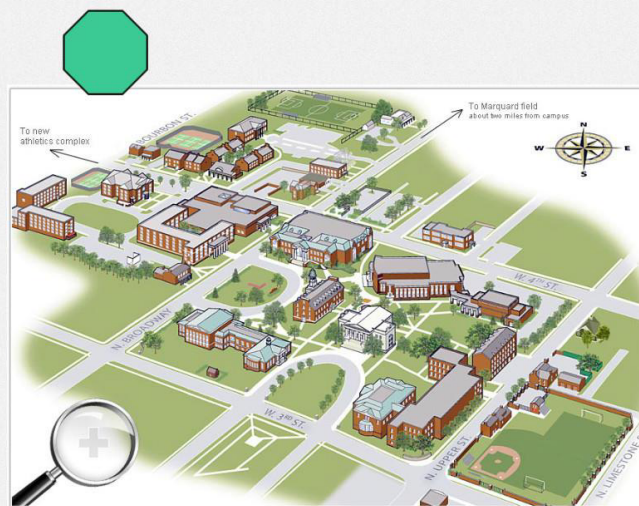 BOURBON ST.
To new
athletics complex
To Marquard field
about two miles from campus
N
W E
S
W. 4TH ST.
N. BROADWAY
W. 3RD ST.
N. UPPER ST.
N. LIMESTONE